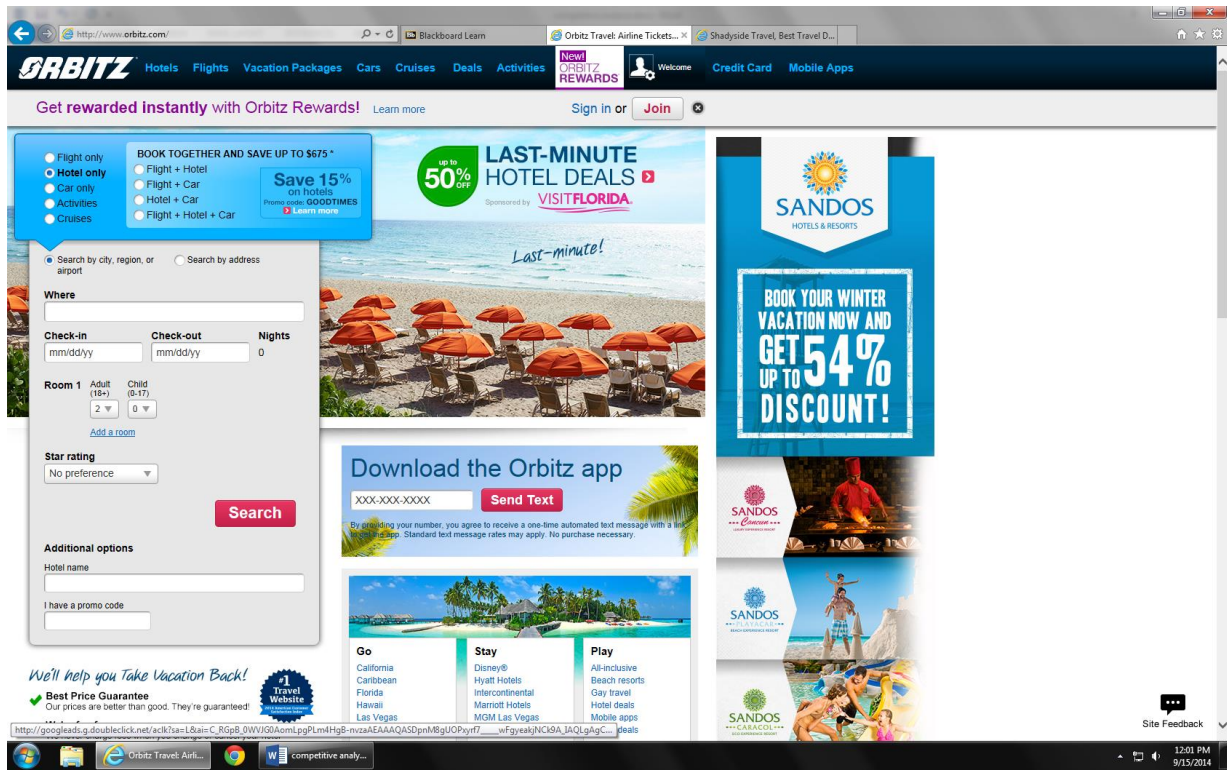 http://www.orbitz.com/
Blackboard Learn
Orbitz Travel: Airline Tickets...
Shadyside Travel, Best Travel D...
ORBITZ
Hotels Flights Vacation Packages Cars Cruises Deals Activities
New!
ORBITZ
REWARDS
Welcome
Credit Card Mobile Apps
Get rewarded instantly with Orbitz Rewards! Learn more
Sign in or Join
Flight only
Hotel only
Car only
Activities
Cruises
BOOK TOGETHER AND SAVE UP TO $675 *
Flight + Hotel
Flight + Car
Hotel + Car
Flight + Hotel + Car
Save 15%
on hotels
Promo code: GOODTIMES
Learn more
Search by city, region, or
airport
Search by address
Where
Check-in Check-out Nights
mm/dd/yy mm/dd/yy 0
Room 1
Adult
(18+)
Child
(0-17)
2 0
Add a room
Star rating
No preference
Search
Additional options
Hotel name
I have a promo code
We'll help you Take Vacation Back!
#1
Travel
Website
Best Price Guarantee
Our prices are better than good. They're guaranteed!
up to
50% OFF
LAST-MINUTE
HOTEL DEALS
Sponsored by VISITFLORIDA.
Last-minute!
Download the Orbitz app
XXX-XXX-XXXX
Send Text
By providing your number, you agree to receive a one-time automated text message with a link
to get the app. Standard text message rates may apply. No purchase necessary.
Go
California
Caribbean
Florida
Hawaii
Las Vegas
Stay
Disney®
Hyatt Hotels
Intercontinental
Marriott Hotels
MGM Las Vegas
Play
All-inclusive
Beach resorts
Gay travel
Hotel deals
Mobile apps
deals
SANDOS
HOTELS & RESORTS
BOOK YOUR WINTER
VACATION NOW AND
GET
UP TO 54%
DISCOUNT!
SANDOS
Cancun
LUXURY EXPERIENCE RESORT
SANDOS
PLAYACAR
BEACH EXPERIENCE RESORT
SANDOS
CARACOL
ECO EXPERIENCE RESORT
Site Feedback
Orbitz Travel: Airli...
competitive analy...
12:01 PM
9/15/2014